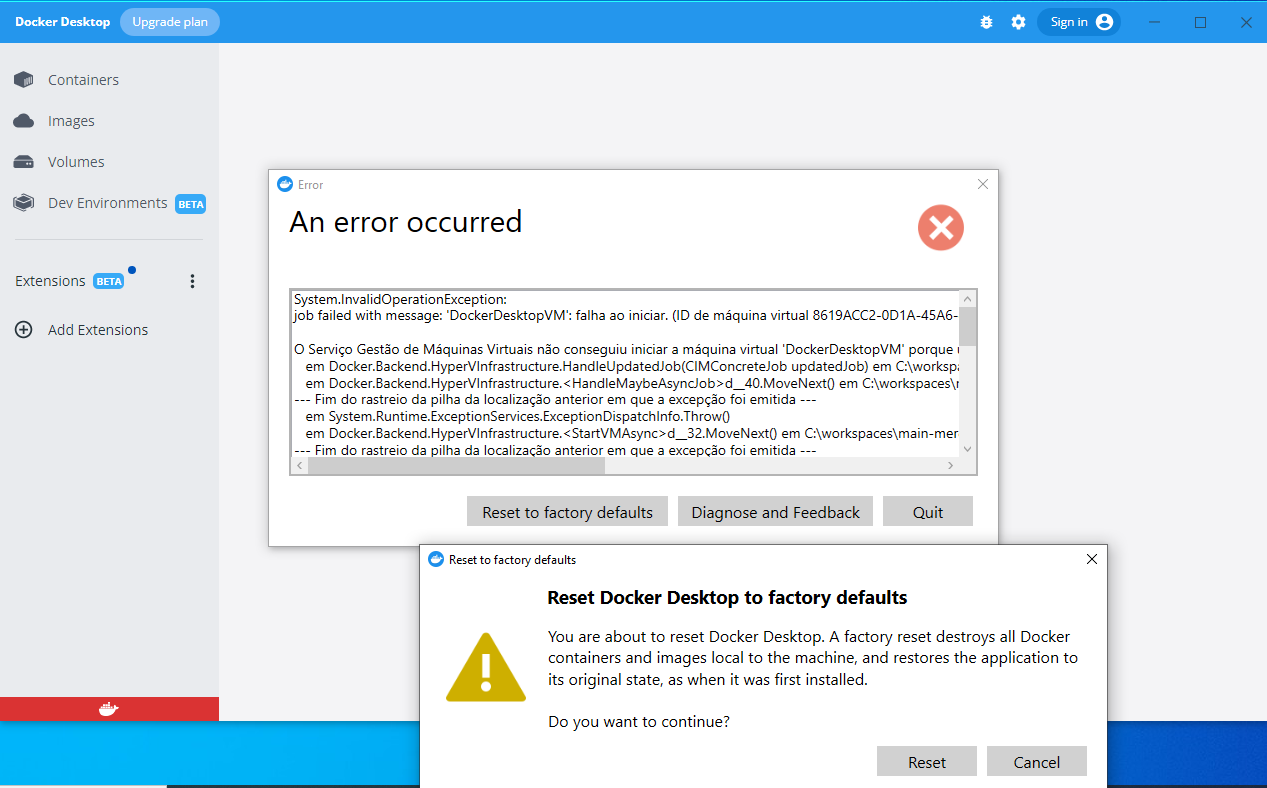 Docker Desktop Upgrade plan Sign in
Containers
Images
Volumes
Dev Environments BETA
Extensions BETA
Add Extensions
Error
An error occurred
System.InvalidOperationException:
job failed with message: 'DockerDesktopVM': falha ao iniciar. (ID de máquina virtual 8619ACC2-0D1A-45A6-
O Serviço Gestão de Máquinas Virtuais não conseguiu iniciar a máquina virtual 'DockerDesktopVM' porque
em Docker.Backend.HyperVInfrastructure.HandleUpdatedJob(CIMConcreteJob updatedJob) em C:\workspa
em Docker.Backend.HyperVInfrastructure.<HandleMaybeAsyncJob>d__40.MoveNext() em C:\workspaces\
--- Fim do rastreio da pilha da localização anterior em que a excepção foi emitida ---
em System.Runtime.ExceptionServices.ExceptionDispatchInfo.Throw()
em Docker.Backend.HyperVInfrastructure.<StartVMAsync>d__32.MoveNext() em C:\workspaces\main-mer
--- Fim do rastreio da pilha da localização anterior em que a excepção foi emitida ---
Reset to factory defaults Diagnose and Feedback Quit
Reset to factory defaults
Reset Docker Desktop to factory defaults
You are about to reset Docker Desktop. A factory reset destroys all Docker
containers and images local to the machine, and restores the application to
its original state, as when it was first installed.
Do you want to continue?
Reset Cancel